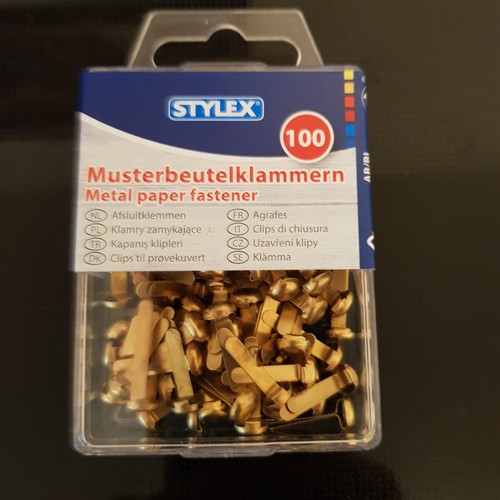 STYLEX
100
Musterbeutelklammern
Metal paper fastener
NL Afsluitklemmen
PL Klamry zamykające
TR Kapanış klipleri
DK Clips til prøvekuvert
FR Agrafes
IT Clips di chiusura
CZ Uzavření klipy
SE Klämma